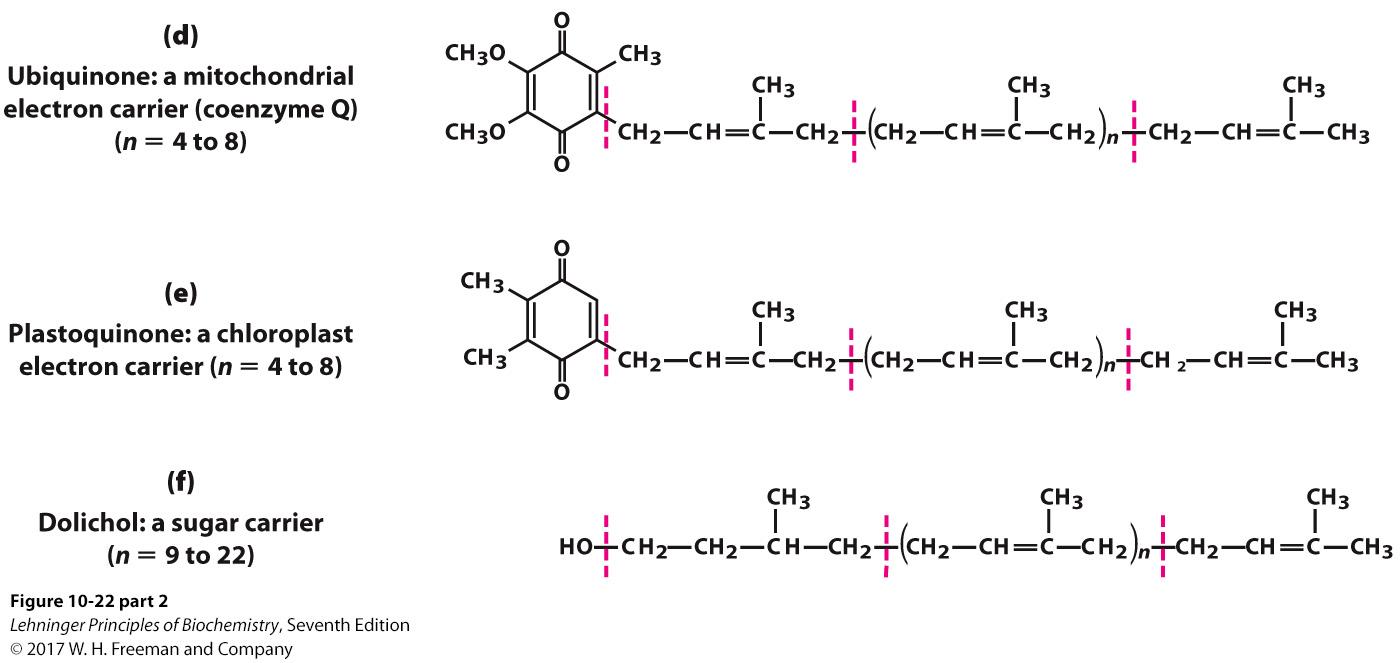 (d)
Ubiquinone: a mitochondrial
electron carrier (coenzyme Q)
(n = 4 to 8)
O
CH3O
CH3
CH3O
O
CH3
CH3
CH3
CH2—CH=C—CH2—(CH2—CH=C—CH2)n—CH2—CH=C—CH3
(e)
Plastoquinone: a chloroplast
electron carrier (n = 4 to 8)
O
CH3
CH3
O
CH3
CH3
CH3
CH2—CH=C—CH2—(CH2—CH=C—CH2)n—CH2—CH=C—CH3
(f)
Dolichol: a sugar carrier
(n = 9 to 22)
CH3
CH3
CH3
HO—CH2—CH2—CH—CH2—(CH2—CH=C—CH2)n—CH2—CH=C—CH3
Figure 10-22 part 2
Lehninger Principles of Biochemistry, Seventh Edition
© 2017 W. H. Freeman and Company